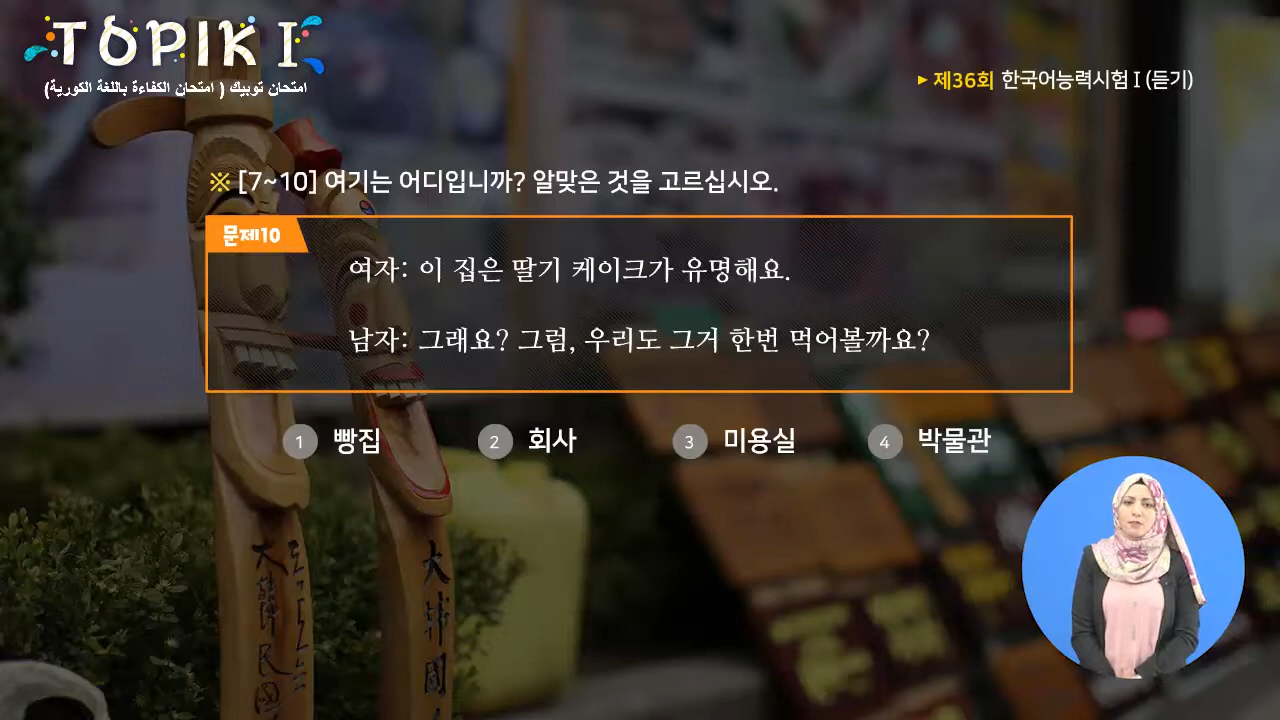 TOPIK I
امتحان توبيك ( امتحان الكفاءة باللغة الكورية)
▶ 제36회 한국어능력시험 I (듣기)
※ [7~10] 여기는 어디입니까? 알맞은 것을 고르십시오.
문제10
여자: 이 집은 딸기 케이크가 유명해요.
남자: 그래요? 그럼, 우리도 그거 한번 먹어볼까요?
1 빵집 2 회사 3 미용실 4 박물관
大韓民國
大韓國